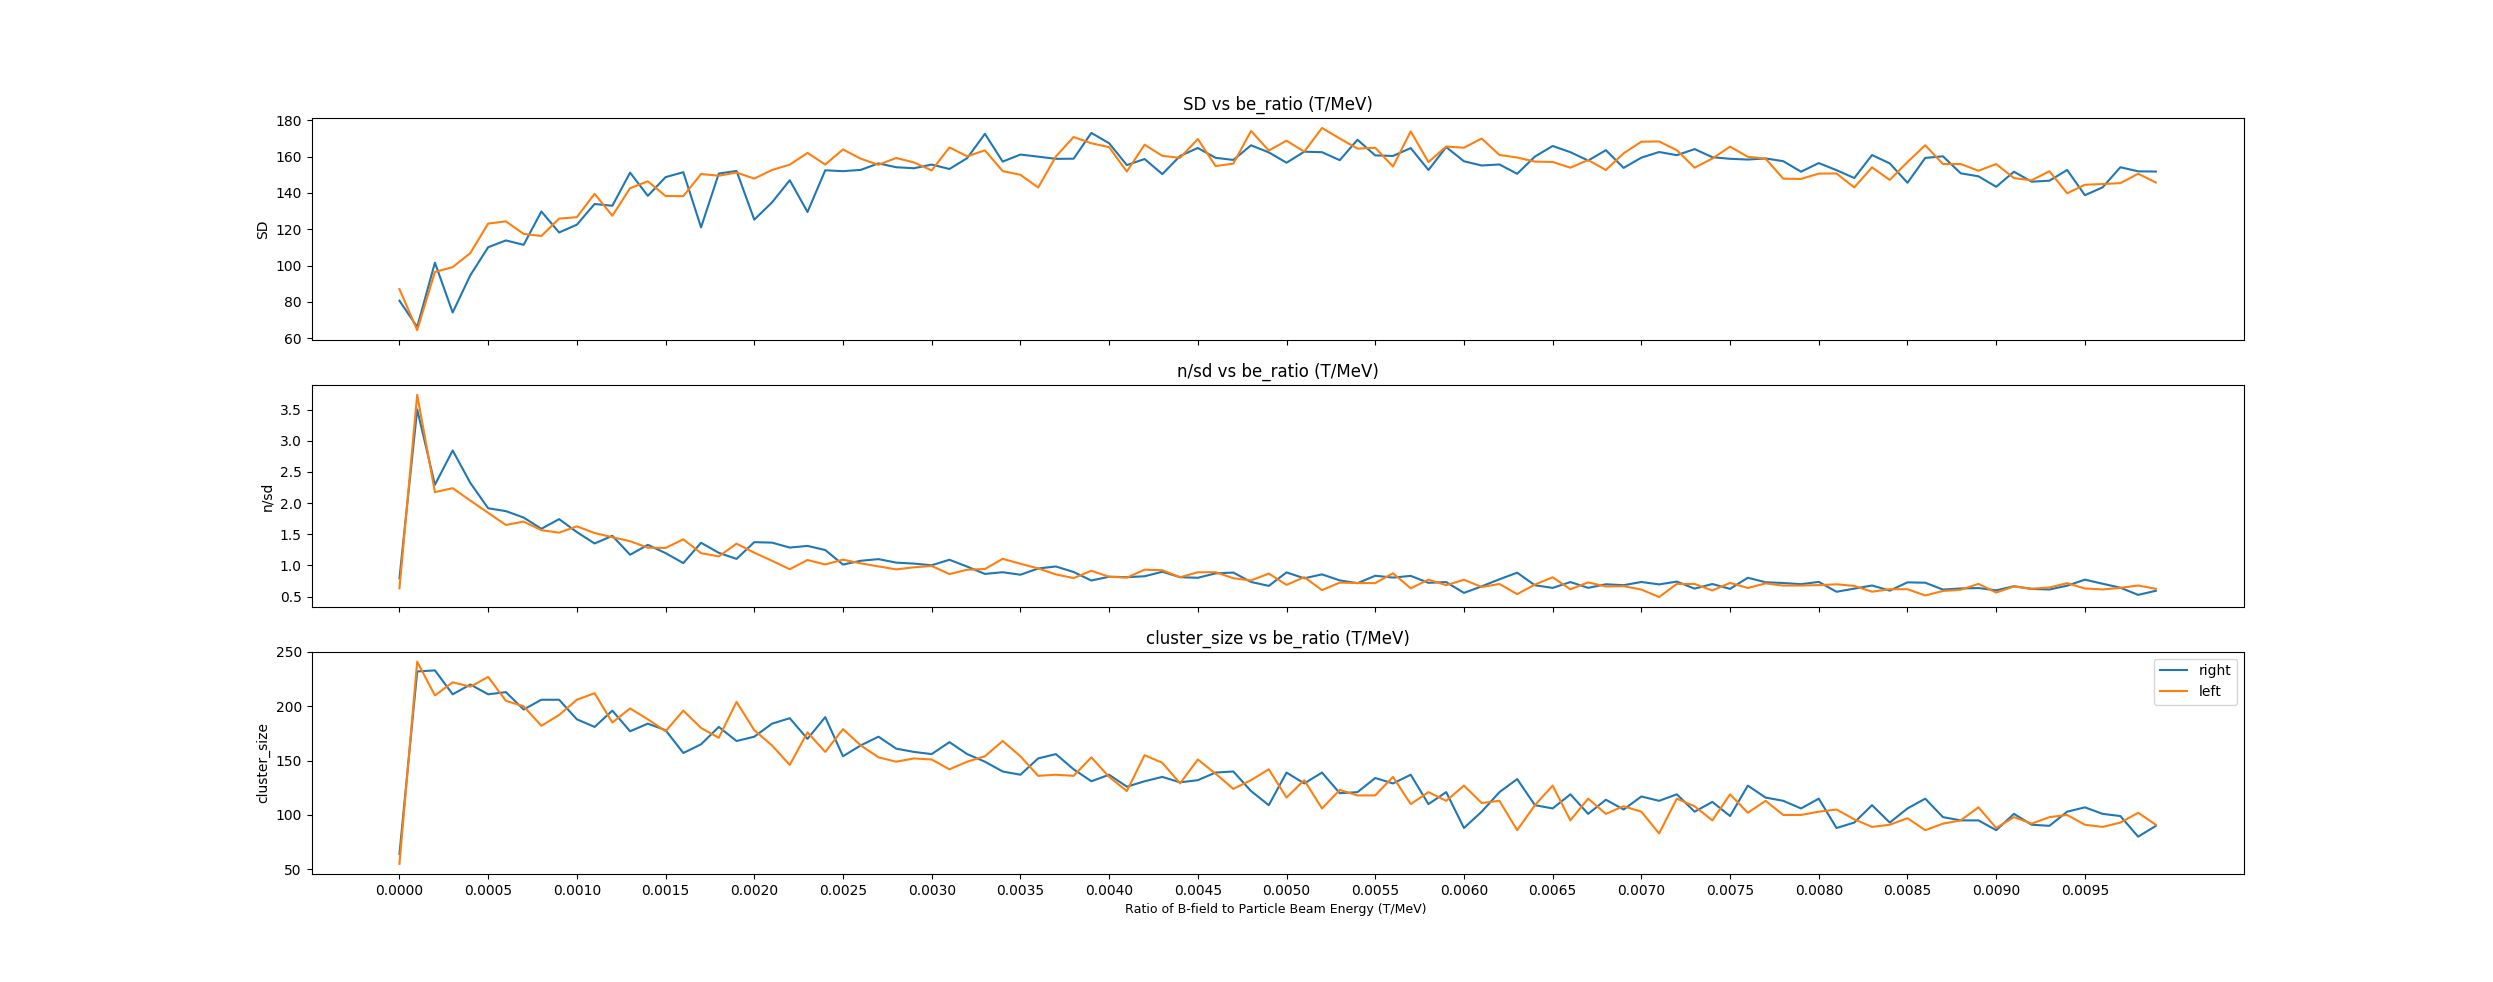 SD vs be_ratio (T/MeV)
180
160
140
120
100
80
60
SD
n/sd vs be_ratio (T/MeV)
3.5
3.0
2.5
2.0
1.5
1.0
0.5
n/sd
cluster_size vs be_ratio (T/MeV)
250
200
150
100
50
cluster_size
right
left
0.0000 0.0005 0.0010 0.0015 0.0020 0.0025 0.0030 0.0035 0.0040 0.0045 0.0050 0.0055 0.0060 0.0065 0.0070 0.0075 0.0080 0.0085 0.0090 0.0095
Ratio of B-field to Particle Beam Energy (T/MeV)